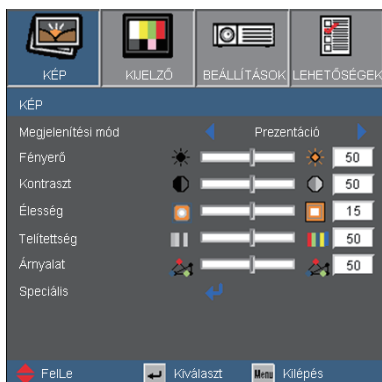 KÉP KIJELZŐ BEÁLLÍTÁSOK LEHETŐSÉGEK
KÉP
Megjelenítési mód Prezentáció
Fényerő 50
Kontraszt 50
Élesség 15
Telítettség 50
Árnyalat 50
Speciális
FelLe Kiválaszt Menu Kilépés